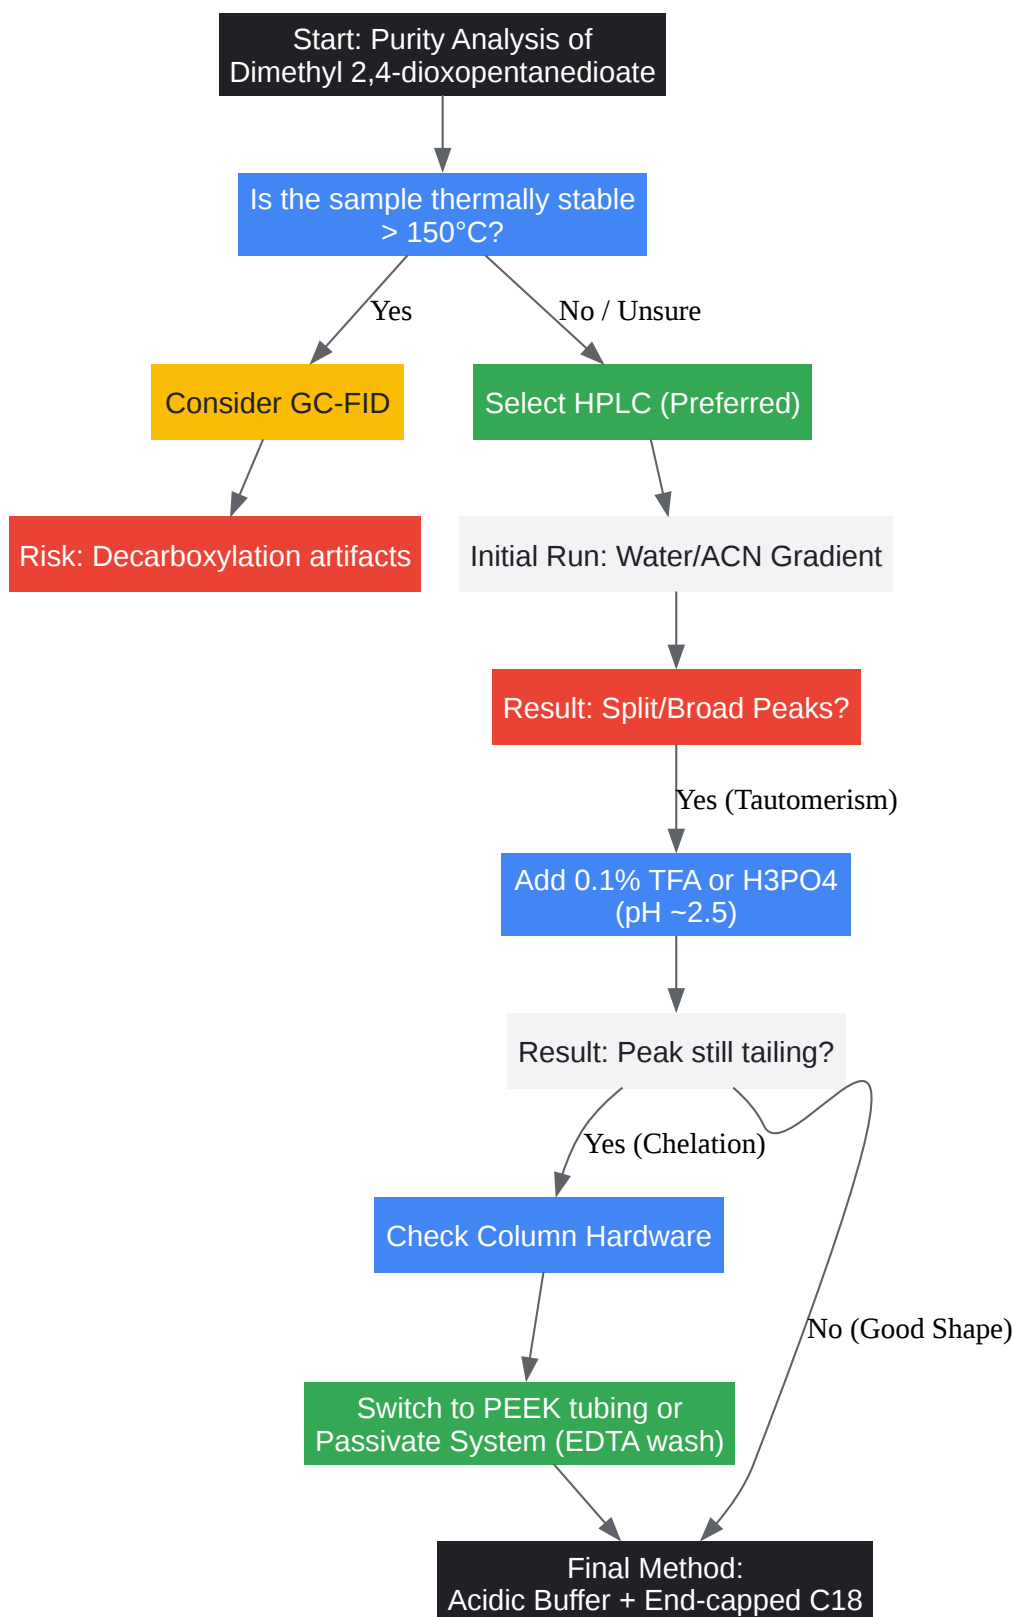 Start: Purity Analysis of
Dimethyl 2,4-dioxopentanedioate
Is the sample thermally stable
> 150°C?
Yes
No / Unsure
Consider GC-FID
Select HPLC (Preferred)
Risk: Decarboxylation artifacts
Initial Run: Water/ACN Gradient
Result: Split/Broad Peaks?
Yes (Tautomerism)
Add 0.1% TFA or H3PO4
(pH ~2.5)
Result: Peak still tailing?
Yes (Chelation)
Check Column Hardware
No (Good Shape)
Switch to PEEK tubing or
Passivate System (EDTA wash)
Final Method:
Acidic Buffer + End-capped C18